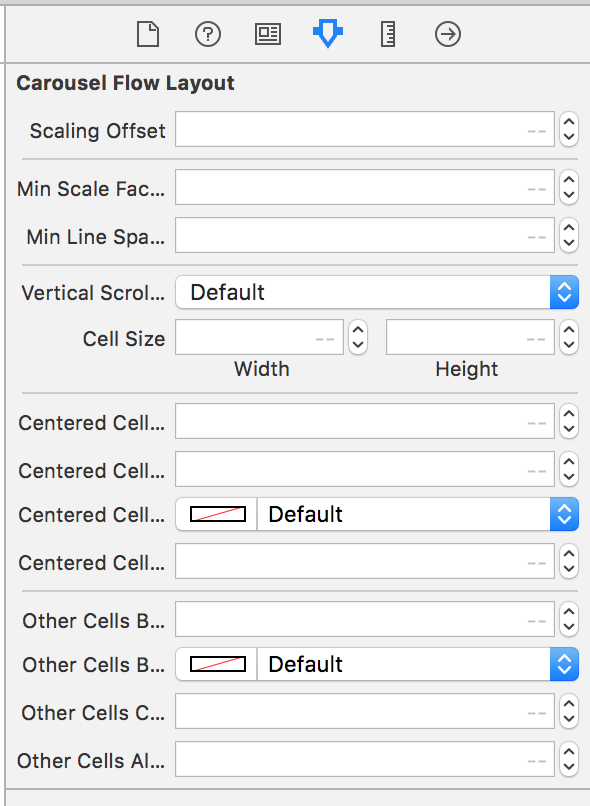 Carousel Flow Layout
Scaling Offset --
Min Scale Fac... --
Min Line Spa... --
Vertical Scrol... Default
Cell Size -- --
Width Height
Centered Cell... --
Centered Cell... --
Centered Cell... Default
Centered Cell... --
Other Cells B... --
Other Cells B... Default
Other Cells C... --
Other Cells Al... --